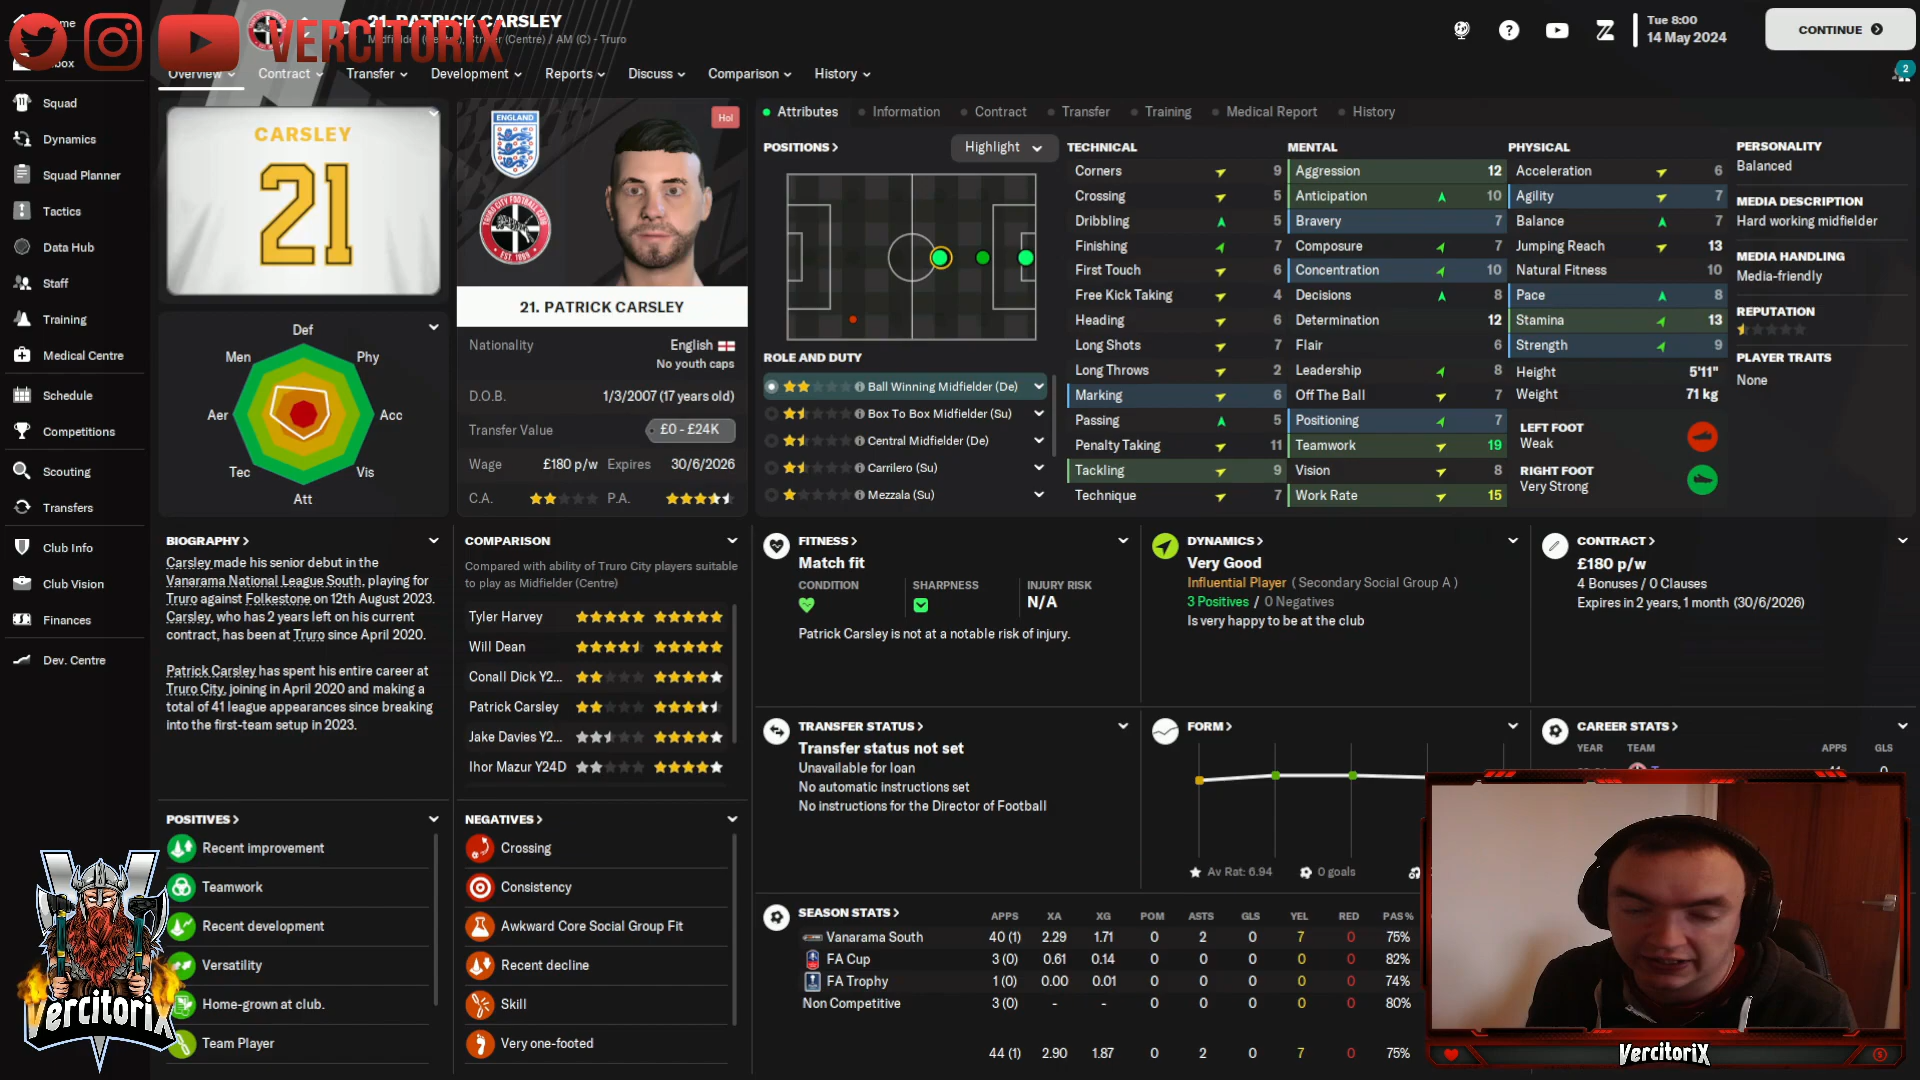 21. PATRICK CARSLEY
Midfielder (Centre), Striker (Centre) / AM (C) - Truro
VERCITORIX
Tue 8:00
14 May 2024
CONTINUE
2
Overview
Contract
Transfer
Development
Reports
Discuss
Comparison
History
Squad
Dynamics
Squad Planner
Tactics
Data Hub
Staff
Training
Medical Centre
Schedule
Competitions
Scouting
Transfers
Club Info
Club Vision
Finances
Dev. Centre
CARSLEY
21
Def
Men
Phy
Aer
Acc
Tec
Vis
Att
ENGLAND
Hol
TRURO CITY FOOTBALL CLUB
EST. 1889
21. PATRICK CARSLEY
Nationality English
No youth caps
D.O.B. 1/3/2007 (17 years old)
Transfer Value £0 - £24K
Wage £180 p/w Expires 30/6/2026
C.A. P.A.
Attributes
Information
Contract
Transfer
Training
Medical Report
History
POSITIONS >
Highlight
ROLE AND DUTY
Ball Winning Midfielder (De)
Box To Box Midfielder (Su)
Central Midfielder (De)
Carrilero (Su)
Mezzala (Su)
TECHNICAL
Corners 9
Crossing 5
Dribbling 5
Finishing 7
First Touch 6
Free Kick Taking 4
Heading 6
Long Shots 7
Long Throws 2
Marking 6
Passing 5
Penalty Taking 11
Tackling 9
Technique 7
MENTAL
Aggression 12
Anticipation 10
Bravery 7
Composure 7
Concentration 10
Decisions 8
Determination 12
Flair 6
Leadership 8
Off The Ball 7
Positioning 7
Teamwork 19
Vision 8
Work Rate 15
PHYSICAL
Acceleration 6
Agility 7
Balance 7
Jumping Reach 13
Natural Fitness 10
Pace 8
Stamina 13
Strength 9
Height 5'11"
Weight 71 kg
LEFT FOOT
Weak
RIGHT FOOT
Very Strong
PERSONALITY
Balanced
MEDIA DESCRIPTION
Hard working midfielder
MEDIA HANDLING
Media-friendly
REPUTATION
PLAYER TRAITS
None
BIOGRAPHY >
Carsley made his senior debut in the
Vanarama National League South, playing for
Truro against Folkestone on 12th August 2023.
Carsley, who has 2 years left on his current
contract, has been at Truro since April 2020.
Patrick Carsley has spent his entire career at
Truro City, joining in April 2020 and making a
total of 41 league appearances since breaking
into the first-team setup in 2023.
COMPARISON
Compared with ability of Truro City players suitable
to play as Midfielder (Centre)
Tyler Harvey
Will Dean
Conall Dick Y2...
Patrick Carsley
Jake Davies Y2...
Ihor Mazur Y24D
FITNESS >
Match fit
CONDITION
SHARPNESS
INJURY RISK
N/A
Patrick Carsley is not at a notable risk of injury.
DYNAMICS >
Very Good
Influential Player ( Secondary Social Group A )
3 Positives / 0 Negatives
Is very happy to be at the club
CONTRACT >
£180 p/w
4 Bonuses / 0 Clauses
Expires in 2 years, 1 month (30/6/2026)
TRANSFER STATUS >
Transfer status not set
Unavailable for loan
No automatic instructions set
No instructions for the Director of Football
FORM >
Av Rat: 6.94
0 goals
CAREER STATS >
YEAR TEAM APPS GLS
POSITIVES >
Recent improvement
Teamwork
Recent development
Versatility
Home-grown at club.
Team Player
NEGATIVES >
Crossing
Consistency
Awkward Core Social Group Fit
Recent decline
Skill
Very one-footed
SEASON STATS > APPS XA XG POM ASTS GLS YEL RED PAS %
Vanarama South 40 (1) 2.29 1.71 0 2 0 7 0 75%
FA Cup 3 (0) 0.61 0.14 0 0 0 0 0 82%
FA Trophy 1 (0) 0.00 0.01 0 0 0 0 0 74%
Non Competitive 3 (0) - - 0 0 0 0 0 80%
44 (1) 2.90 1.87 0 2 0 7 0 75%
VercitoriX
VercitoriX